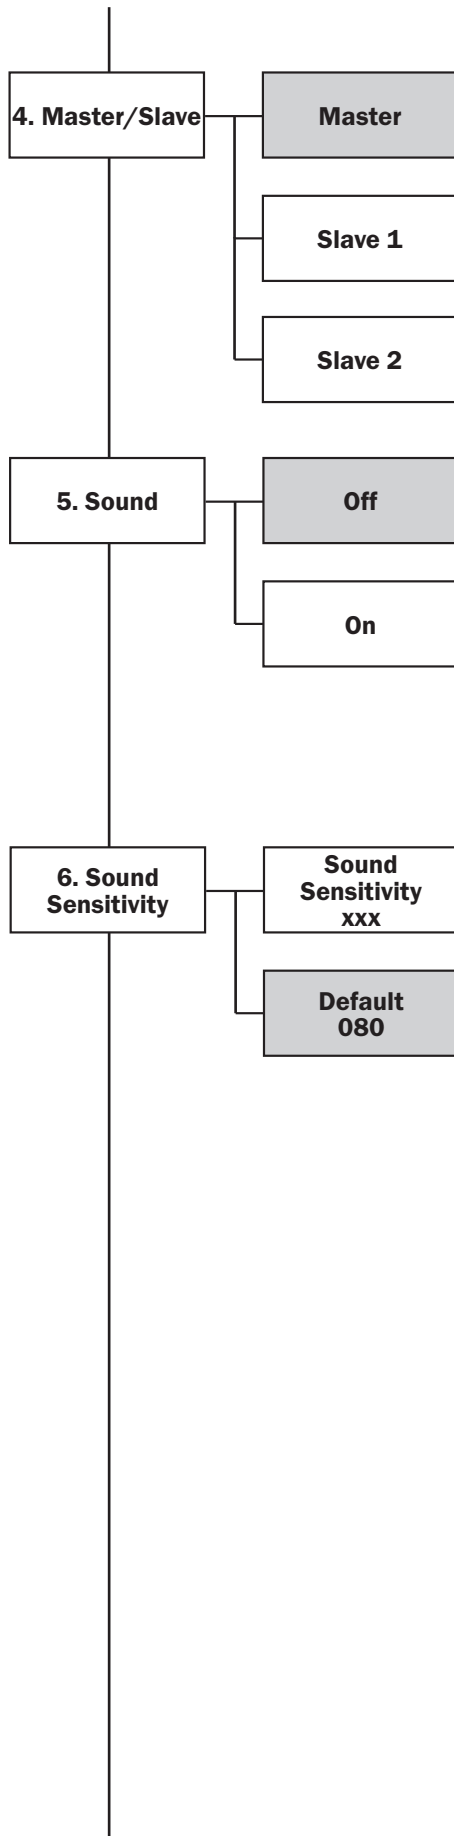 4. Master/Slave
Master
Slave 1
Slave 2
5. Sound
Off
On
6. Sound
Sensitivity
Sound
Sensitivity
xxx
Default
080